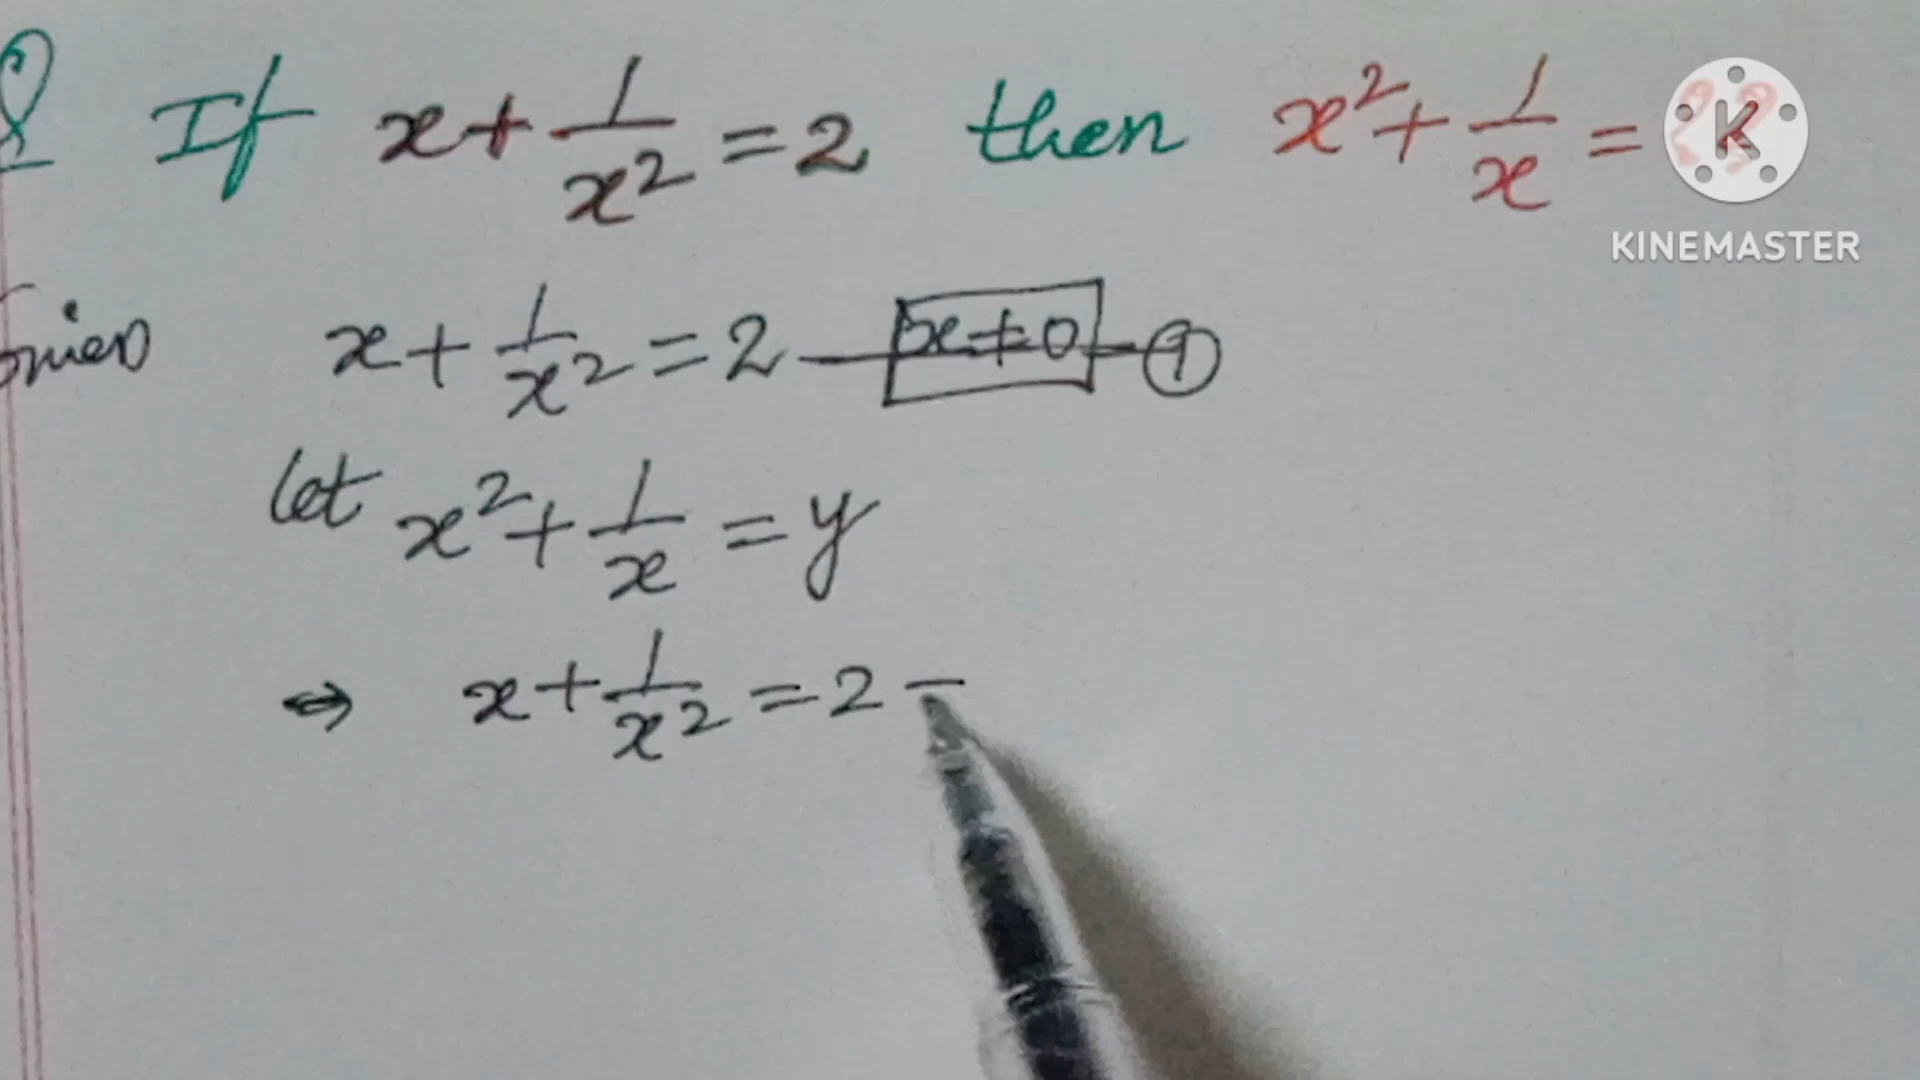 Q If x + 1/x² = 2 then x² + 1/x =
K
KINEMASTER
x + 1/x² = 2 — x ≠ 0 — ①
let x² + 1/x = y
⇔ x + 1/x² = 2 –